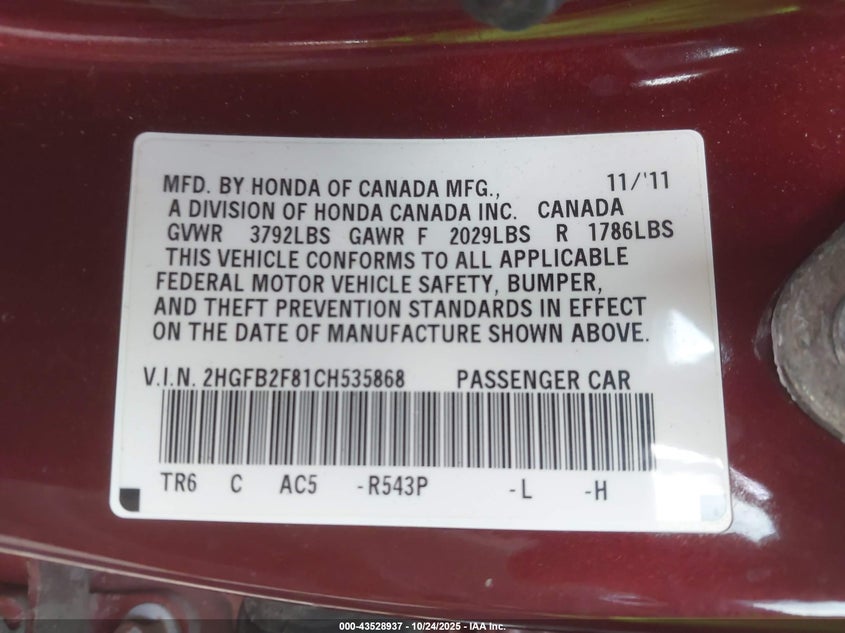 MFD. BY HONDA OF CANADA MFG., 11/'11
A DIVISION OF HONDA CANADA INC. CANADA
GVWR 3792LBS GAWR F 2029LBS R 1786LBS
THIS VEHICLE CONFORMS TO ALL APPLICABLE
FEDERAL MOTOR VEHICLE SAFETY, BUMPER,
AND THEFT PREVENTION STANDARDS IN EFFECT
ON THE DATE OF MANUFACTURE SHOWN ABOVE.
V.I.N. 2HGFB2F81CH535868 PASSENGER CAR
TR6 C AC5 -R543P -L -H
000-43528937 - 10/24/2025 - IAA Inc.